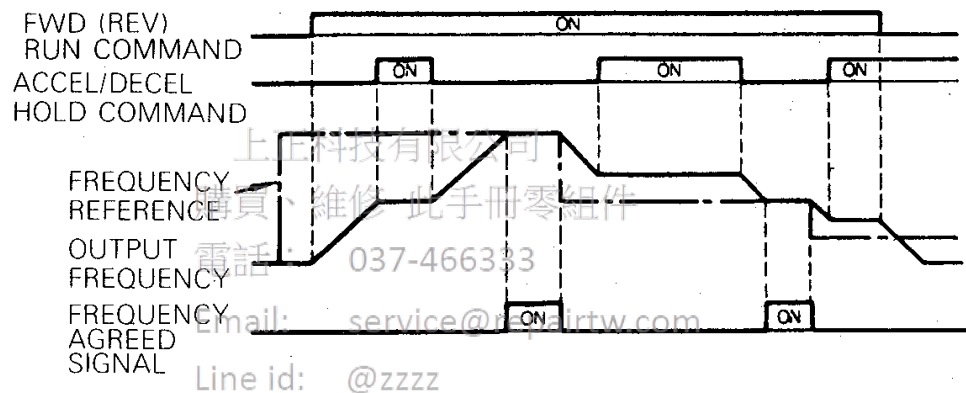 FWD (REV)
RUN COMMAND
ON
ACCEL/DECEL
HOLD COMMAND
ON
ON
ON
上正科技有限公司
FREQUENCY
REFERENCE
購買、維修 此手冊零組件
OUTPUT
FREQUENCY
電話： 037-466333
FREQUENCY
AGREED
SIGNAL
ON
ON
Email: service@repairtw.com
Line id: @zzzz